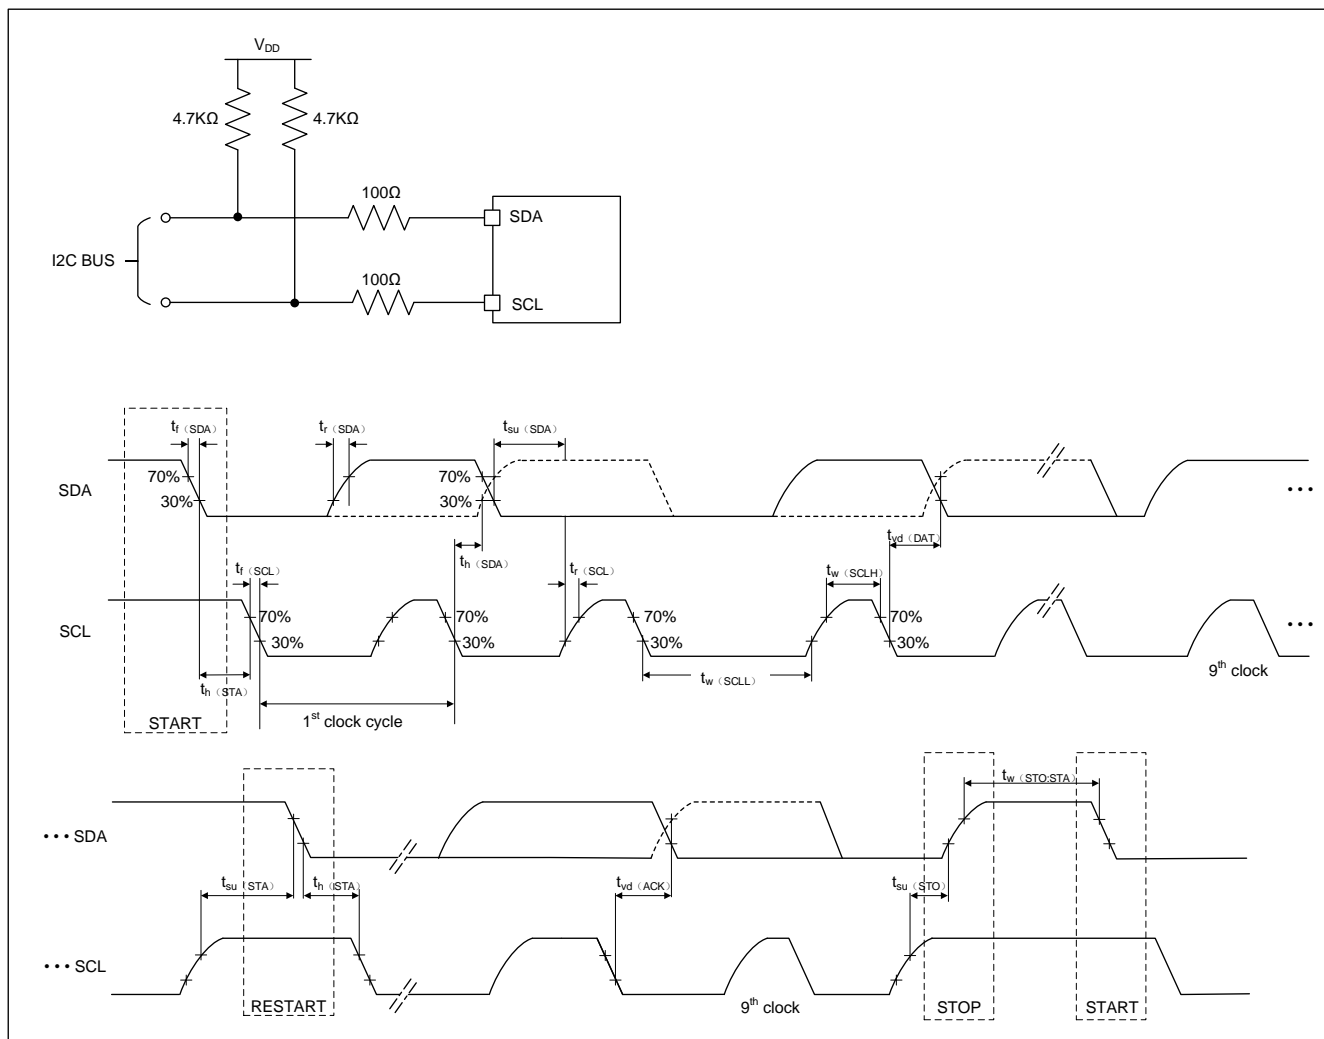 VDD
4.7KΩ 4.7KΩ
100Ω
SDA
I2C BUS
100Ω
SCL
tf（SDA） tr（SDA） tsu（SDA）
70% 70%
SDA
30% 30%
•••
th（SDA） tvd（DAT）
tf（SCL） tr（SCL） tw（SCLH）
70% 70% 70% 70%
SCL
30% 30% 30% 30%
•••
th（STA） tw（SCLL） 9th clock
START 1st clock cycle
tw（STO:STA）
••• SDA
tsu（STA） th（STA） tvd（ACK） tsu（STO）
••• SCL
RESTART 9th clock STOP START